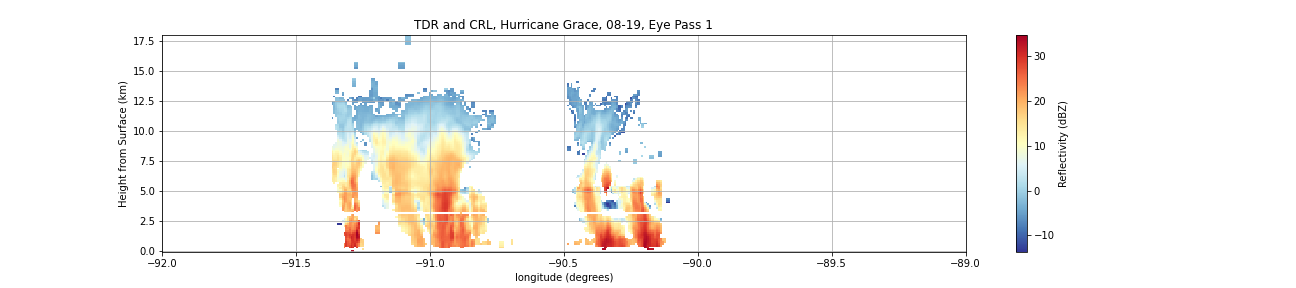 TDR and CRL, Hurricane Grace, 08-19, Eye Pass 1
17.5
15.0
12.5
10.0
7.5
5.0
2.5
0.0
Height from Surface (km)
−92.0 −91.5 −91.0 −90.5 −90.0 −89.5 −89.0
longitude (degrees)
30
20
10
0
−10
Reflectivity (dBZ)